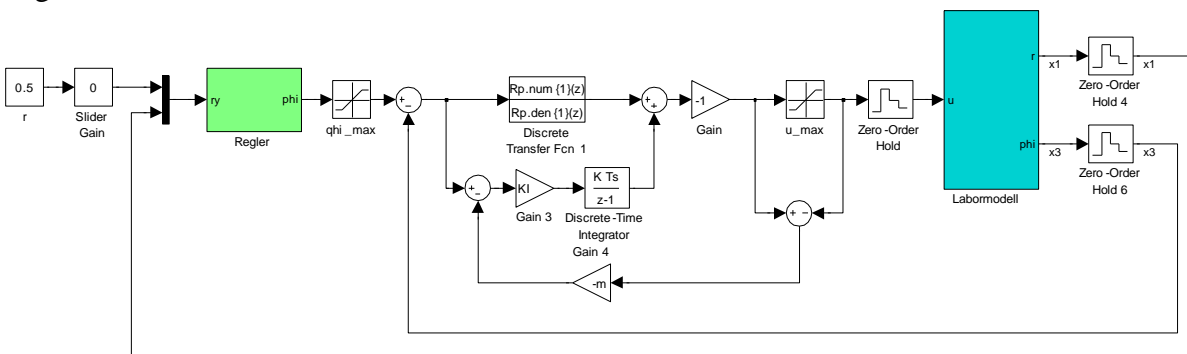 0.5
r
0
Slider
Gain
ry
phi
Regler
qhi _max
+
−
Rp.num {1}(z)
Rp.den {1}(z)
Discrete
Transfer Fcn 1
+
−
KI
Gain 3
K Ts
z-1
Discrete -Time
Integrator
Gain 4
-m
+
+
-1
Gain
u_max
+
−
Zero -Order
Hold
u
r
phi
Labormodell
x1
Zero -Order
Hold 4
x1
x3
Zero -Order
Hold 6
x3